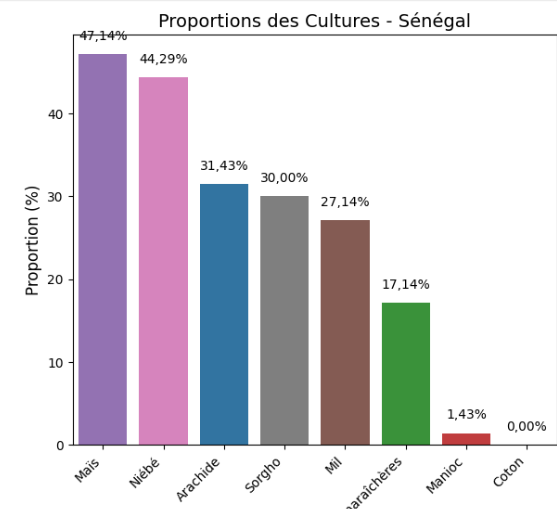 Proportions des Cultures - Sénégal
47,14%
44,29%
31,43%
30,00%
27,14%
17,14%
1,43%
0,00%
Proportion (%)
40
30
20
10
0
Maïs
Niébé
Arachide
Sorgho
Mil
Manioc
Coton